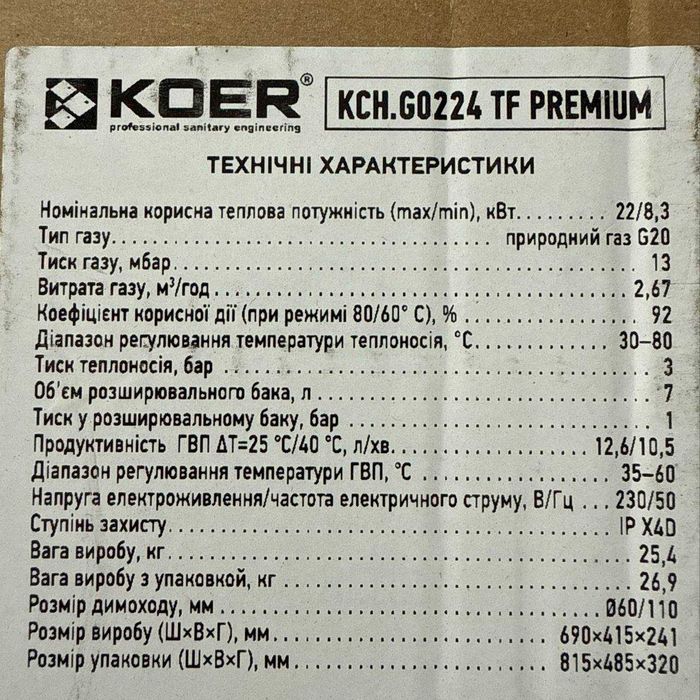 KOER®
professional sanitary engineering
KCH.G0224 TF PREMIUM
ТЕХНІЧНІ ХАРАКТЕРИСТИКИ
Номінальна корисна теплова потужність (max/min), кВт......... 22/8,3
Тип газу.................................................. природний газ G20
Тиск газу, мбар.................................................. 13
Витрата газу, м³/год.................................................. 2,67
Коефіцієнт корисної дії (при режимі 80/60° С), %.................... 92
Діапазон регулювання температури теплоносія, °С.............. 30–80
Тиск теплоносія, бар.................................................. 3
Об'єм розширювального бака, л.................................... 7
Тиск у розширювальному баку, бар................................ 1
Продуктивність ГВП ΔТ=25 °С/40 °С, л/хв.................... 12,6/10,5
Діапазон регулювання температури ГВП, °С..................... 35–60
Напруга електроживлення/частота електричного струму, В/Гц ... 230/50
Ступінь захисту.................................................. IP X4D
Вага виробу, кг.................................................. 25,4
Вага виробу з упаковкой, кг........................................ 26,9
Розмір димоходу, мм.............................................. Ø60/110
Розмір виробу (Ш×В×Г), мм........................... 690×415×241
Розмір упаковки (Ш×В×Г), мм........................ 815×485×320